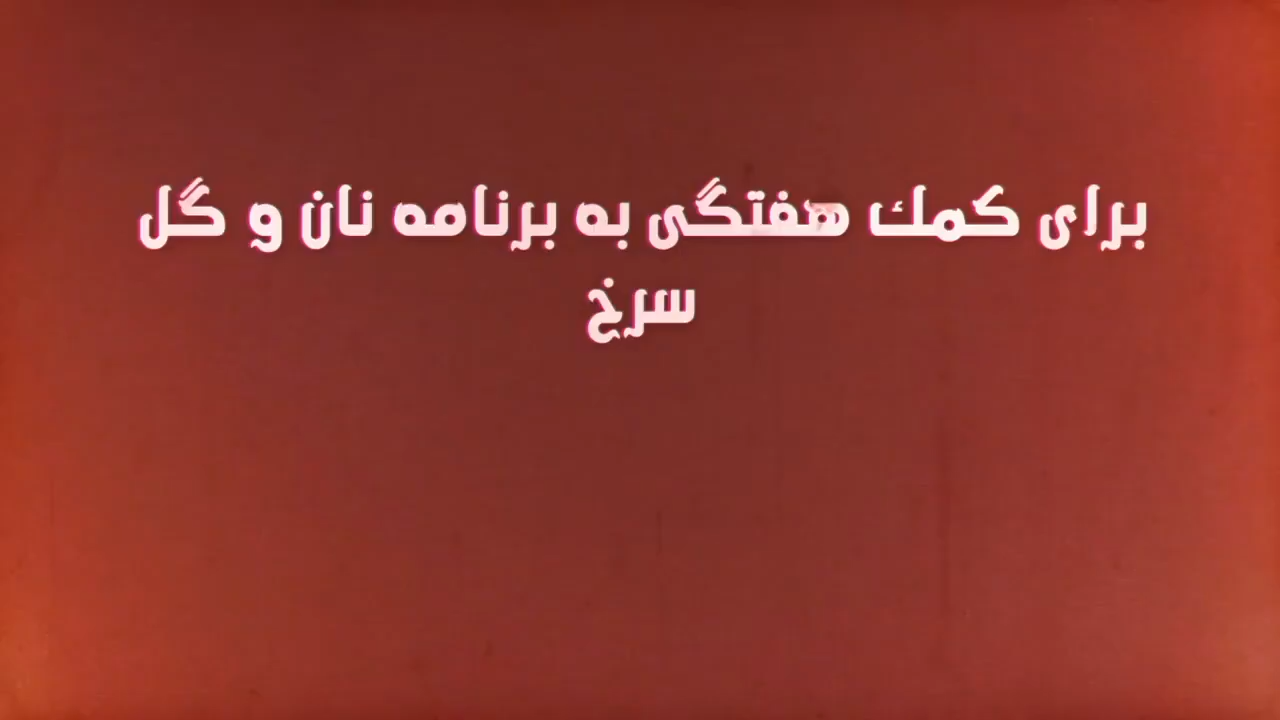 برای کمک هفتگی به برنامه نان و گل
سرخ